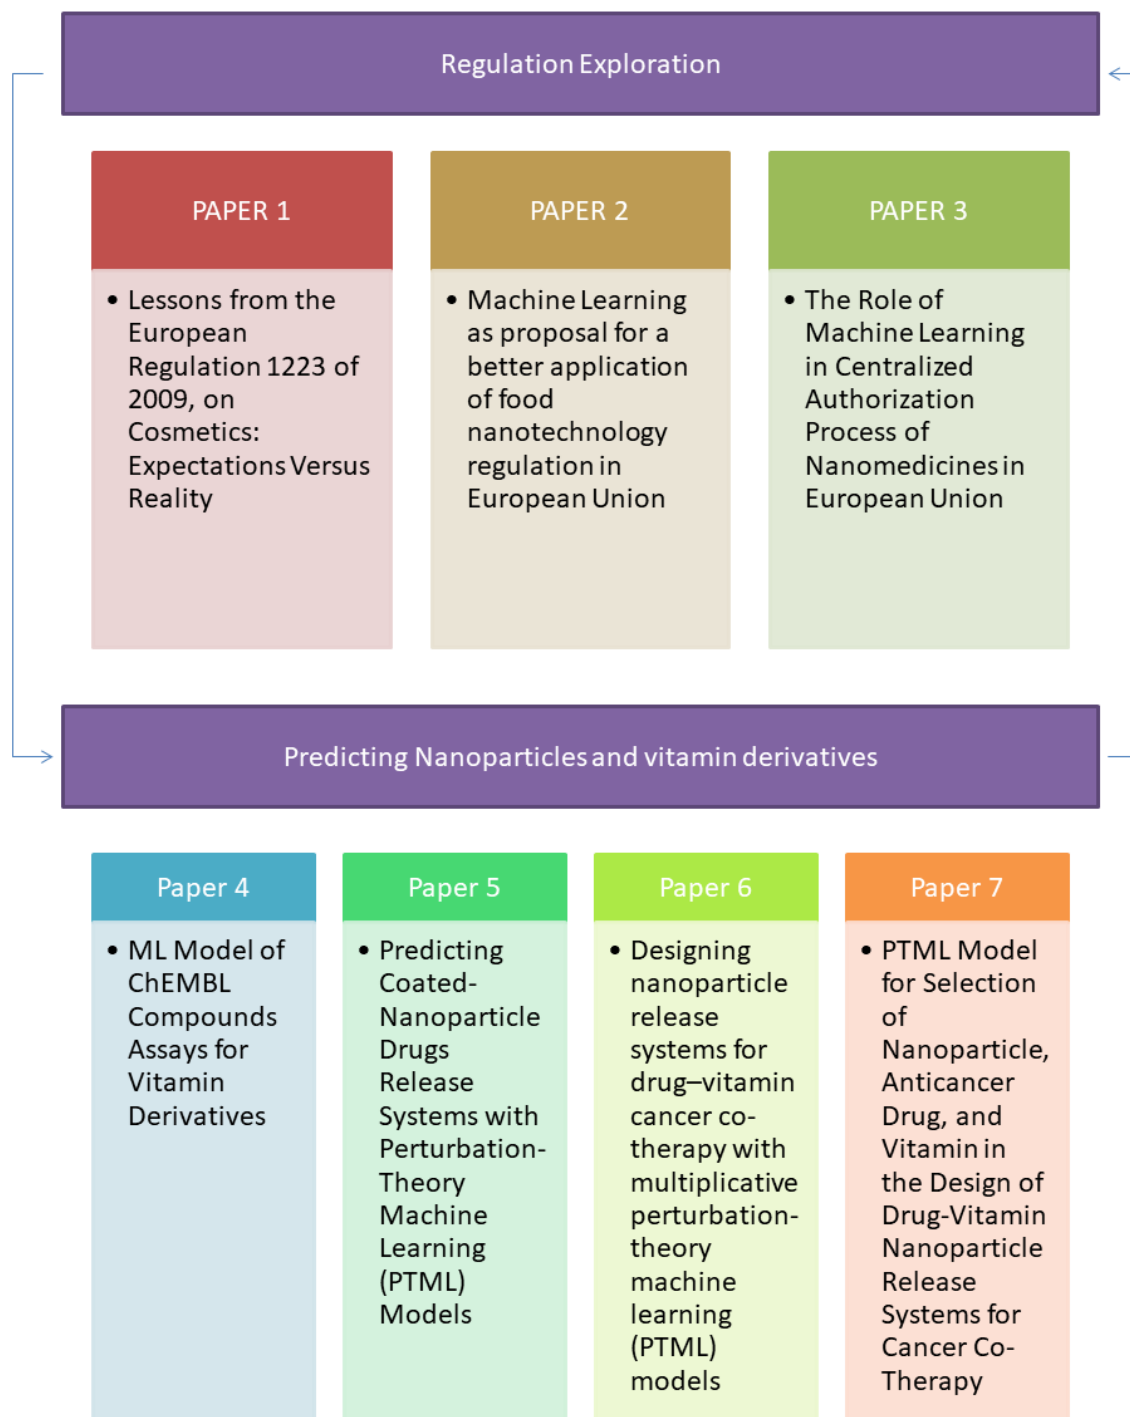 Regulation Exploration
PAPER 1
• Lessons from the
European
Regulation 1223 of
2009, on
Cosmetics:
Expectations Versus
Reality
PAPER 2
• Machine Learning
as proposal for a
better application
of food
nanotechnology
regulation in
European Union
PAPER 3
• The Role of
Machine Learning
in Centralized
Authorization
Process of
Nanomedicines in
European Union
Predicting Nanoparticles and vitamin derivatives
Paper 4
• ML Model of
ChEMBL
Compounds
Assays for
Vitamin
Derivatives
Paper 5
• Predicting
Coated-
Nanoparticle
Drugs
Release
Systems with
Perturbation-
Theory
Machine
Learning
(PTML)
Models
Paper 6
• Designing
nanoparticle
release
systems for
drug–vitamin
cancer co-
therapy with
multiplicative
perturbation-
theory
machine
learning
(PTML)
models
Paper 7
• PTML Model
for Selection
of
Nanoparticle,
Anticancer
Drug, and
Vitamin in
the Design of
Drug-Vitamin
Nanoparticle
Release
Systems for
Cancer Co-
Therapy